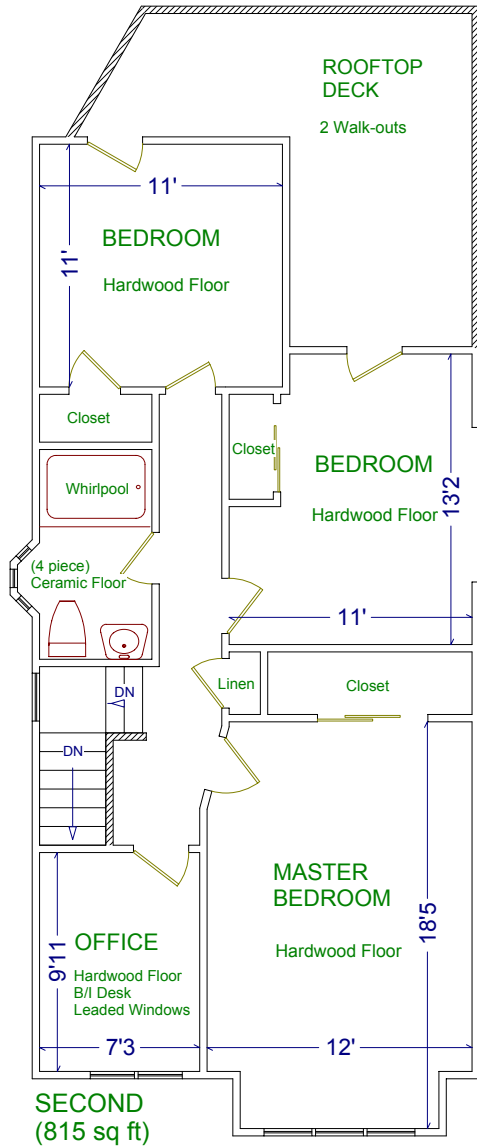 ROOFTOP
DECK
2 Walk-outs
11'
11'
BEDROOM
Hardwood Floor
Closet
Closet
BEDROOM
Hardwood Floor
13'2
11'
Whirlpool
(4 piece)
Ceramic Floor
Linen
Closet
DN
DN
MASTER
BEDROOM
Hardwood Floor
18'5
12'
OFFICE
Hardwood Floor
B/I Desk
Leaded Windows
9'11
7'3
SECOND
(815 sq ft)